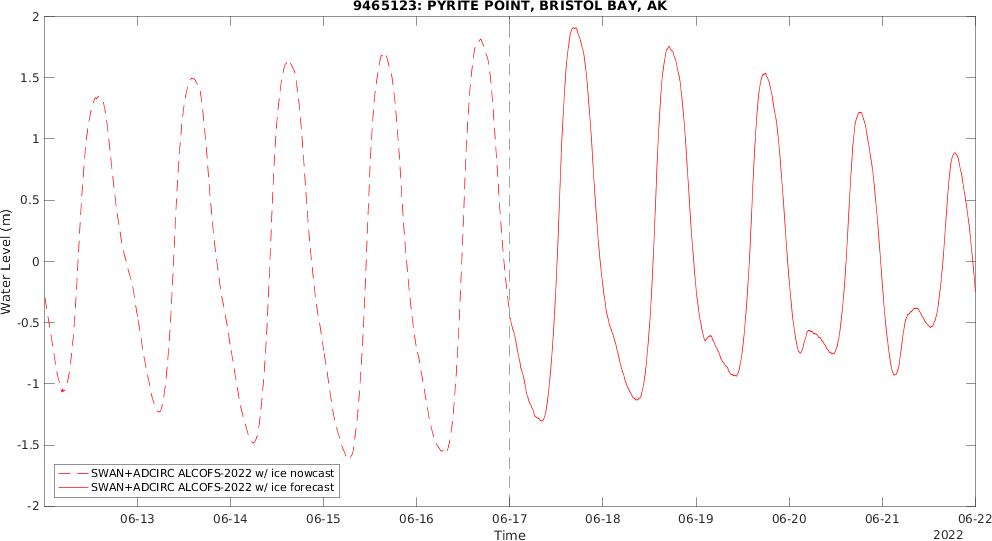 9465123: PYRITE POINT, BRISTOL BAY, AK
Water Level (m)
2
1.5
1
0.5
0
-0.5
-1
-1.5
-2
SWAN+ADCIRC ALCOFS-2022 w/ ice nowcast
SWAN+ADCIRC ALCOFS-2022 w/ ice forecast
06-13 06-14 06-15 06-16 06-17 06-18 06-19 06-20 06-21 06-22
Time
2022